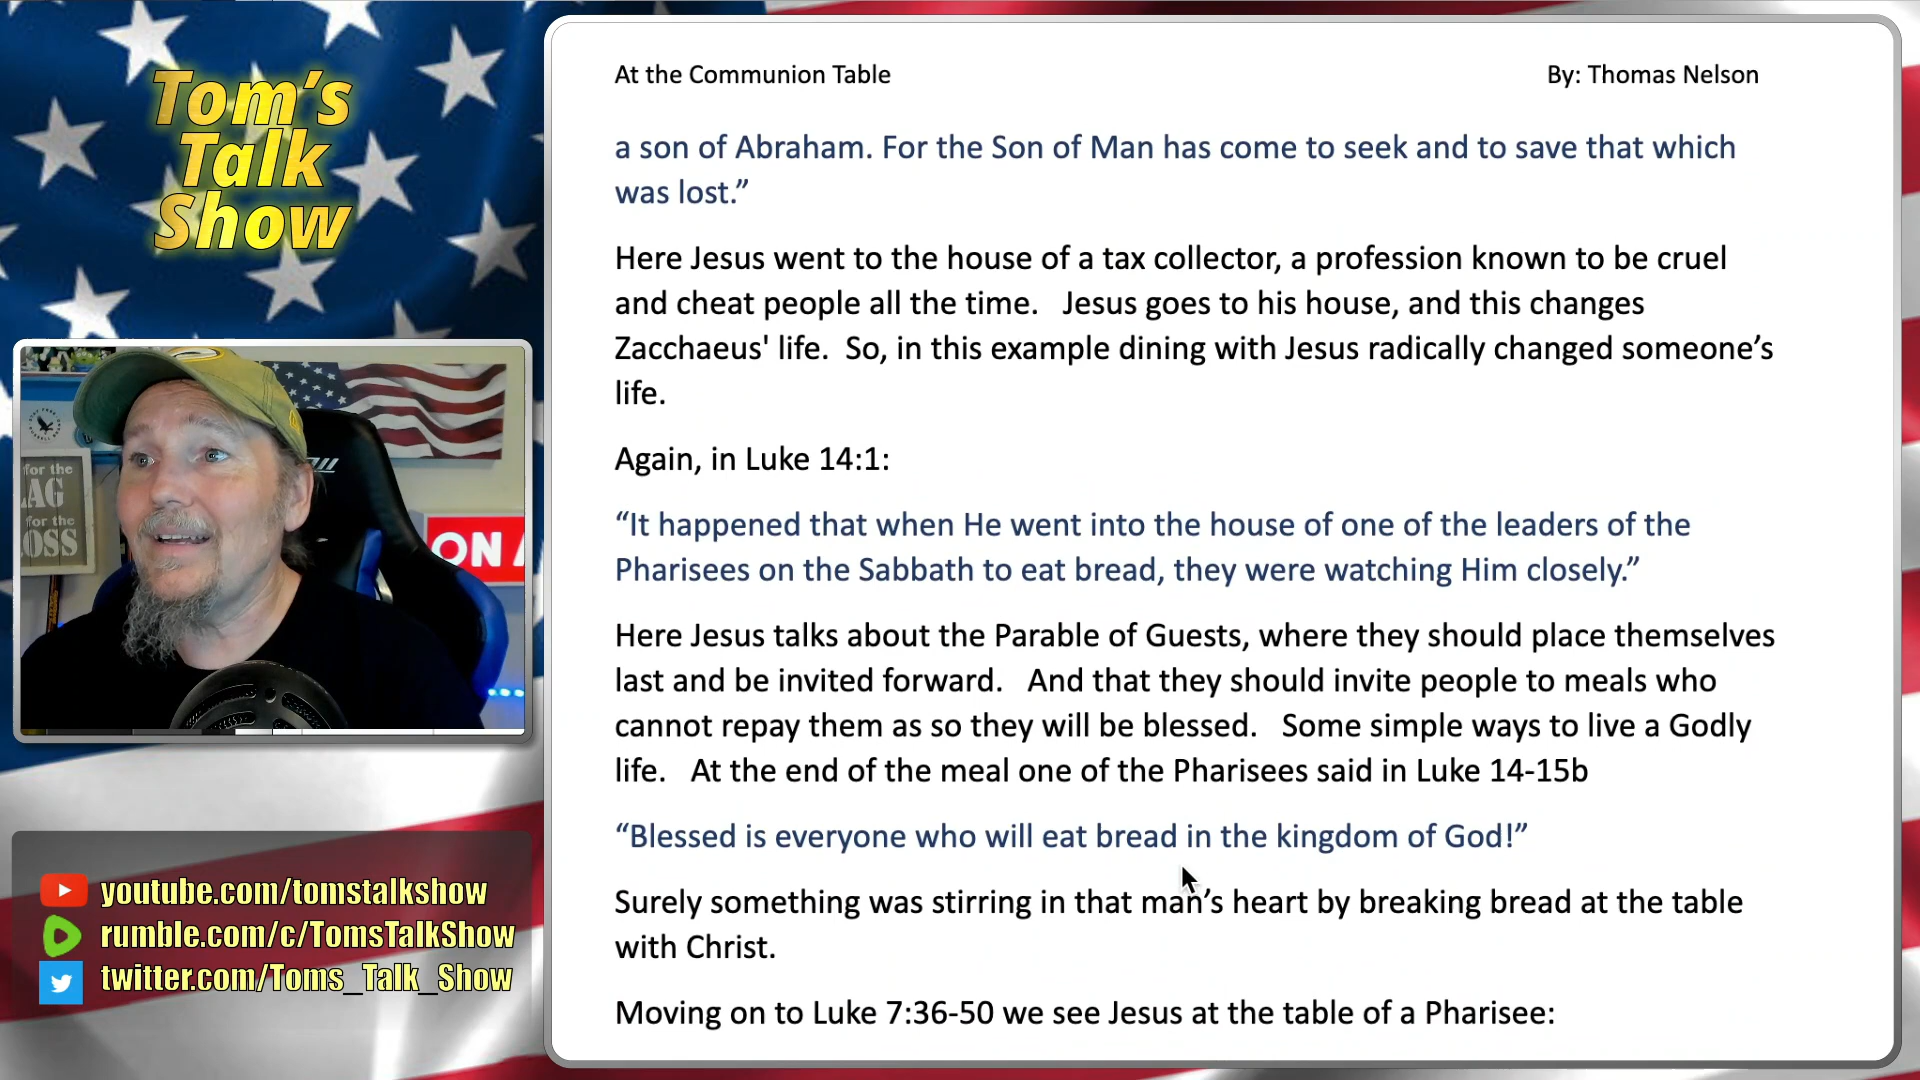 Tom's
Talk
Show
for the
LAG
for the
OSS
ON A
youtube.com/tomstalkshow
rumble.com/c/TomsTalkShow
twitter.com/Toms_Talk_Show
At the Communion Table
By: Thomas Nelson
a son of Abraham. For the Son of Man has come to seek and to save that which
was lost.”
Here Jesus went to the house of a tax collector, a profession known to be cruel
and cheat people all the time.   Jesus goes to his house, and this changes
Zacchaeus' life.  So, in this example dining with Jesus radically changed someone’s
life.
Again, in Luke 14:1:
“It happened that when He went into the house of one of the leaders of the
Pharisees on the Sabbath to eat bread, they were watching Him closely.”
Here Jesus talks about the Parable of Guests, where they should place themselves
last and be invited forward.   And that they should invite people to meals who
cannot repay them as so they will be blessed.   Some simple ways to live a Godly
life.   At the end of the meal one of the Pharisees said in Luke 14-15b
“Blessed is everyone who will eat bread in the kingdom of God!”
Surely something was stirring in that man’s heart by breaking bread at the table
with Christ.
Moving on to Luke 7:36-50 we see Jesus at the table of a Pharisee: